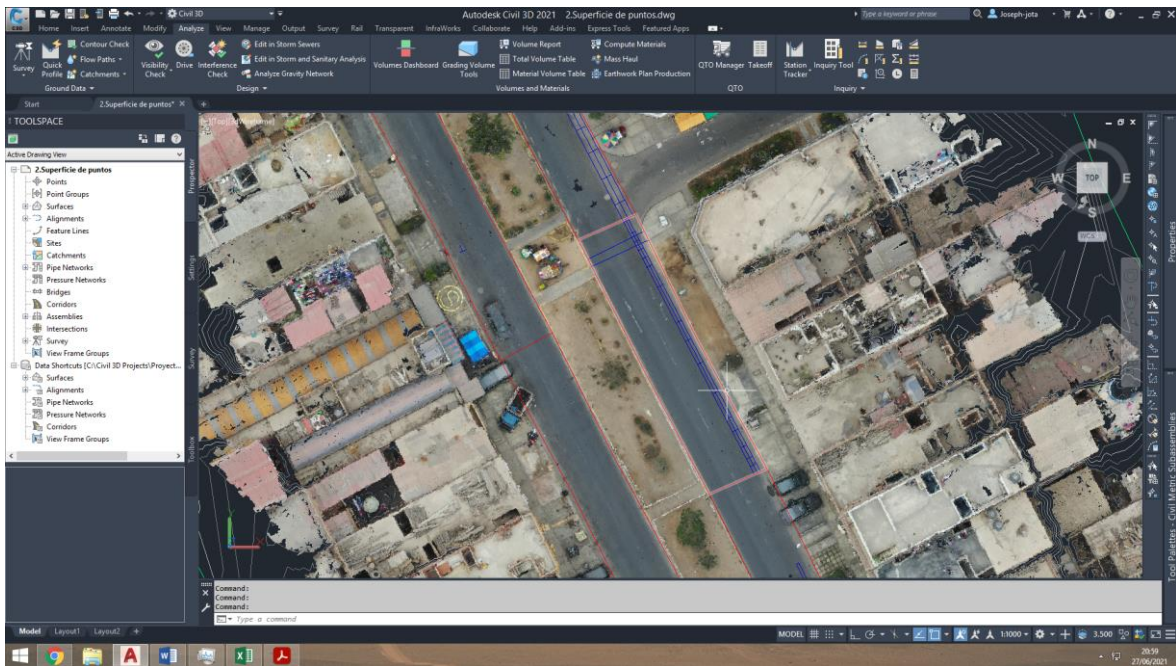 Civil 3D
Autodesk Civil 3D 2021 2.Superficie de puntos.dwg
Type a keyword or phrase
Joseph-jota
Home Insert Annotate Modify Analyze View Manage Output Survey Rail Transparent InfraWorks Collaborate Help Add-ins Express Tools Featured Apps
Survey
Quick Profile
Contour Check
Flow Paths
Catchments
Ground Data
Visibility Check
Drive
Interference Check
Edit in Storm Sewers
Edit in Storm and Sanitary Analysis
Analyze Gravity Network
Design
Volumes Dashboard
Grading Volume Tools
Volume Report
Total Volume Table
Material Volume Table
Compute Materials
Mass Haul
Earthwork Plan Production
Volumes and Materials
QTO Manager
Takeoff
QTO
Station Tracker
Inquiry Tool
Inquiry
Start
2.Superficie de puntos*
TOOLSPACE
Active Drawing View
2.Superficie de puntos
Points
Point Groups
Surfaces
Alignments
Feature Lines
Sites
Catchments
Pipe Networks
Pressure Networks
Bridges
Corridors
Assemblies
Intersections
Survey
View Frame Groups
Data Shortcuts [C:\Civil 3D Projects\Proyect...
Surfaces
Alignments
Pipe Networks
Pressure Networks
Corridors
View Frame Groups
Prospector
Settings
Survey
Toolbox
N
W TOP E
S
WCS
Properties
Tool Palettes - Civil Metric Subassemblies
Command:
Command:
Command:
Type a command
Model Layout1 Layout2 +
MODEL
1:1000
3.500
20:59
27/06/2021